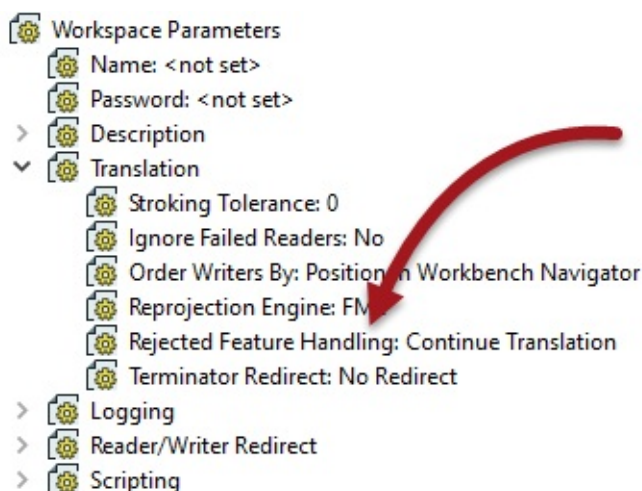 Workspace Parameters
Name: <not set>
Password: <not set>
Description
Translation
Stroking Tolerance: 0
Ignore Failed Readers: No
Order Writers By: Position in Workbench Navigator
Reprojection Engine: FME
Rejected Feature Handling: Continue Translation
Terminator Redirect: No Redirect
Logging
Reader/Writer Redirect
Scripting